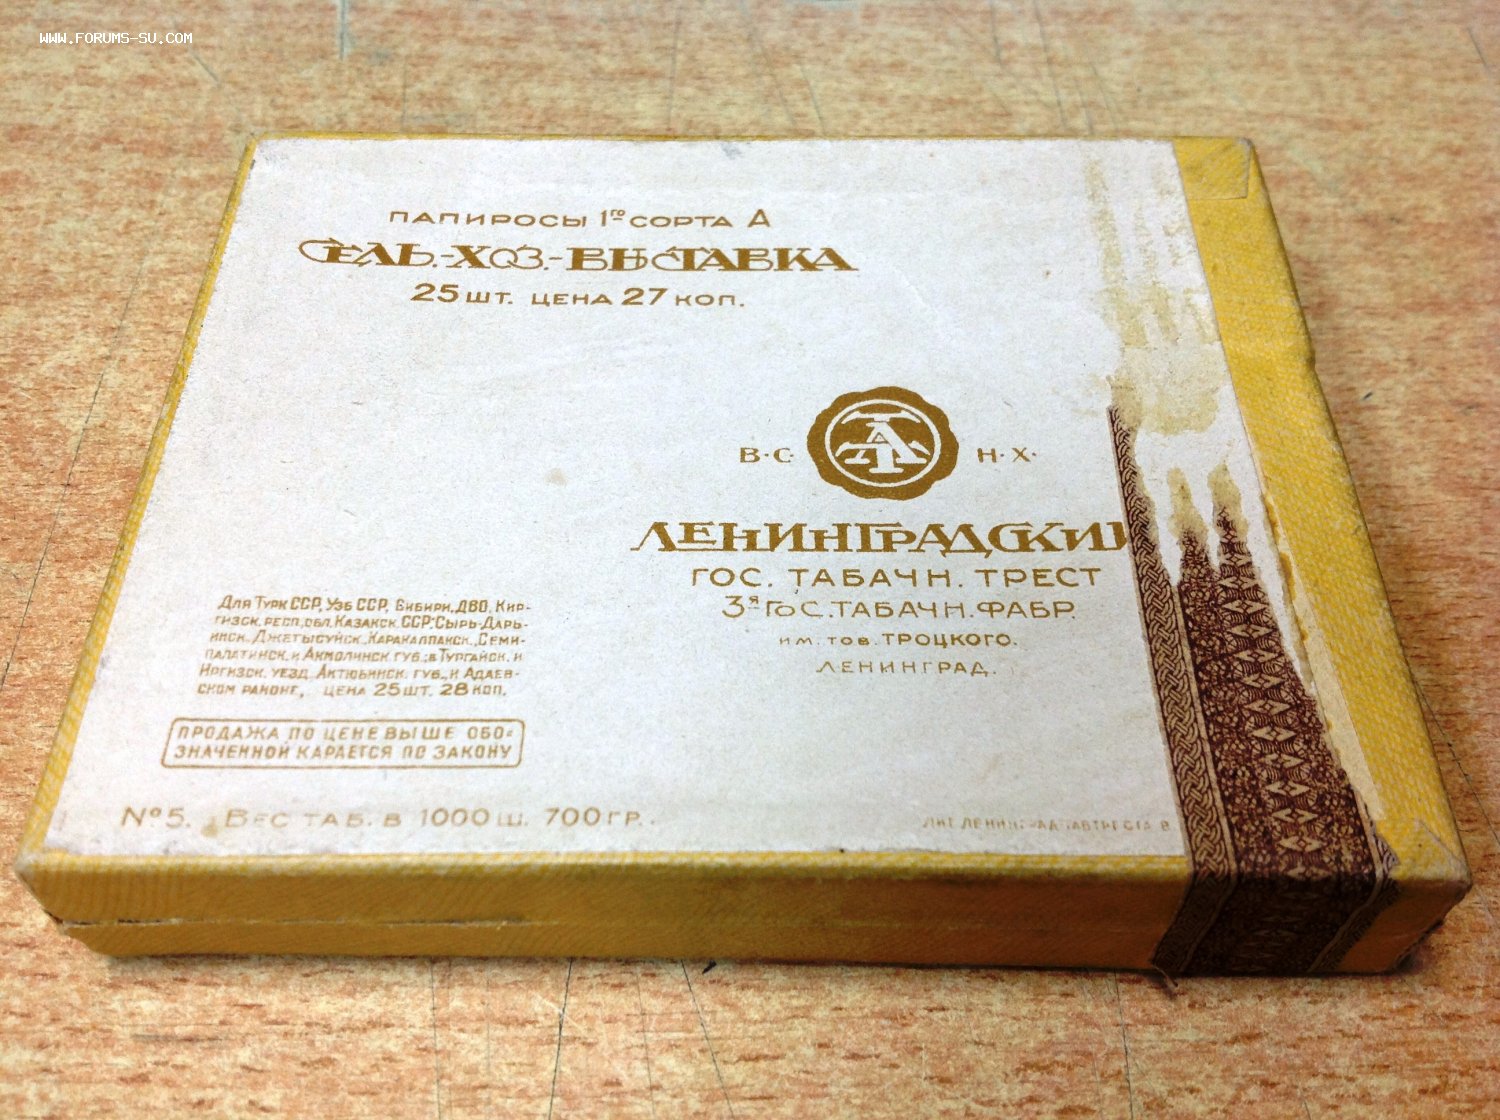 WWW.FORUMS-SU.COM
ПАПИРОСЫ 1го СОРТА А
СЕЛЬ.-ХОЗ.-ВЫСТАВКА
25 ШТ. ЦЕНА 27 КОП.
В·С Н·Х·
ЛЕНИНГРАДСКИЙ
ГОС. ТАБАЧН. ТРЕСТ
3я ГОС. ТАБАЧН. ФАБР.
ИМ. ТОВ. ТРОЦКОГО.
ЛЕНИНГРАД.
Для Турк ССР, Узб ССР, Сибири, ДВО, Кир-
гизск. респ, обл. Казакск. ССР: Сырь-Дарь-
инск. Джетысуйск. Каракалпакск., Семи-
палатинск. и Акмолинск. губ.; в Тургайск. и
Иргизск. уезд. Актюбинск. губ., и Адаев-
ском районе, цена 25 шт. 28 коп.
ПРОДАЖА ПО ЦЕНЕ ВЫШЕ ОБО-
ЗНАЧЕННОЙ КАРАЕТСЯ ПО ЗАКОНУ
№ 5. ВЕС ТАБ. В 1000 Ш. 700 ГР.